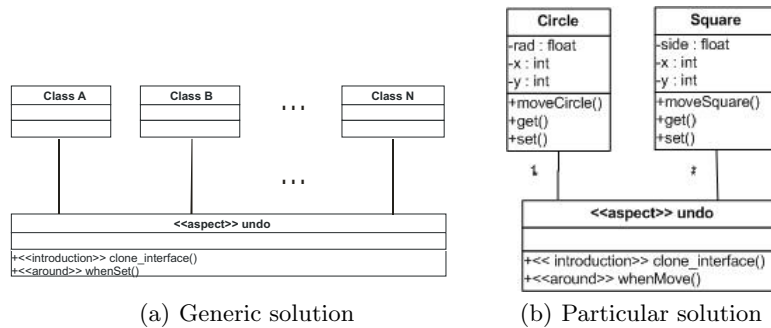 Class A
Class B
...
Class N
...
<<aspect>> undo
+<<introduction>> clone_interface()
+<<around>> whenSet()
(a) Generic solution
Circle
-rad : float
-x : int
-y : int
+moveCircle()
+get()
+set()
Square
-side : float
-x : int
-y : int
+moveSquare()
+get()
+set()
<<aspect>> undo
+<< introduction>> clone_interface()
+<<around>> whenMove()
(b) Particular solution